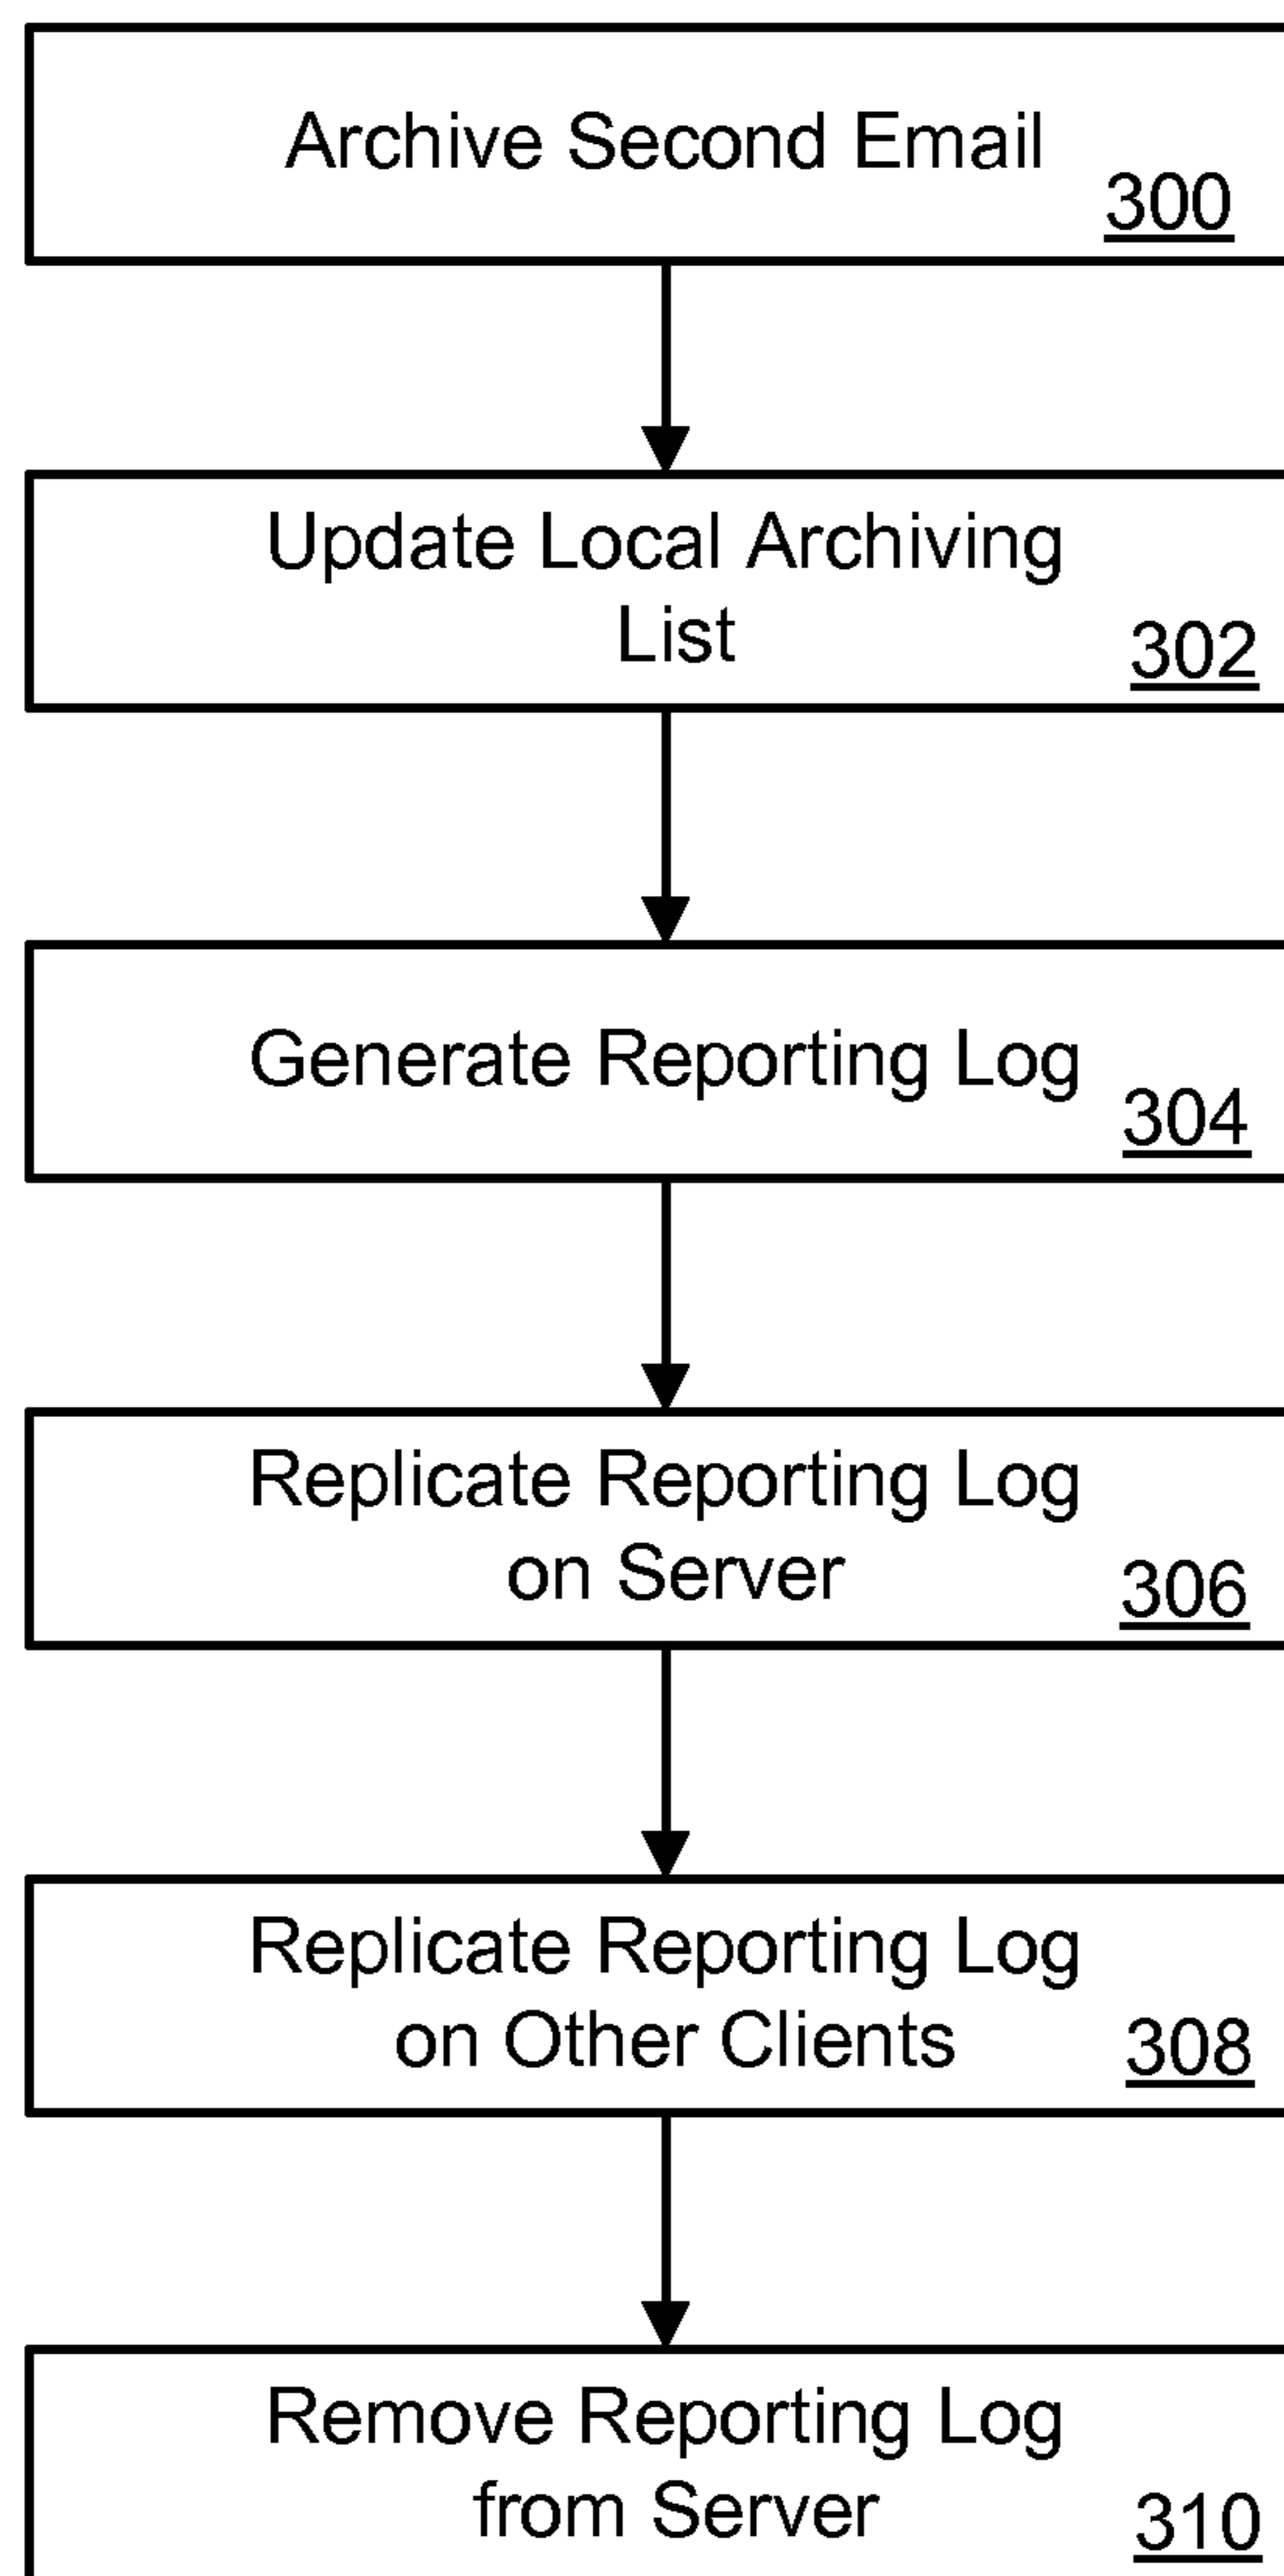 Archive Second Email
300
Update Local Archiving
List
302
Generate Reporting Log
304
Replicate Reporting Log
on Server
306
Replicate Reporting Log
on Other Clients
308
Remove Reporting Log
from Server
310